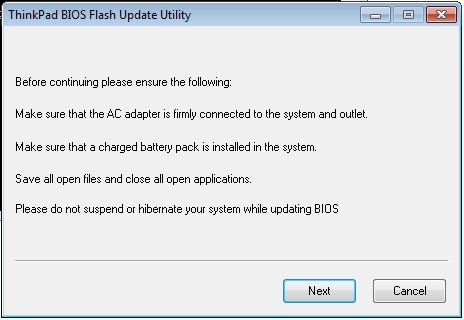 ThinkPad BIOS Flash Update Utility
Before continuing please ensure the following:
Make sure that the AC adapter is firmly connected to the system and outlet.
Make sure that a charged battery pack is installed in the system.
Save all open files and close all open applications.
Please do not suspend or hibernate your system while updating BIOS
Next
Cancel